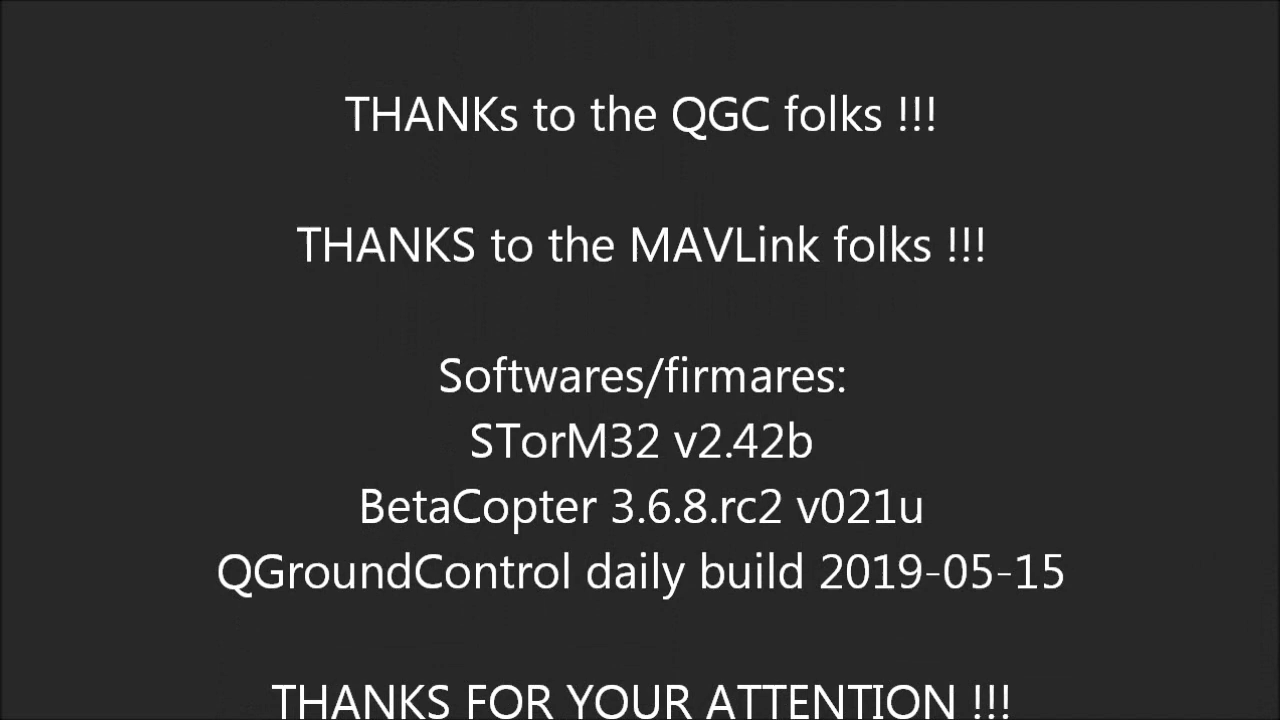 THANKs to the QGC folks !!!
THANKS to the MAVLink folks !!!
Softwares/firmares:
STorM32 v2.42b
BetaCopter 3.6.8.rc2 v021u
QGroundControl daily build 2019-05-15
THANKS FOR YOUR ATTENTION !!!